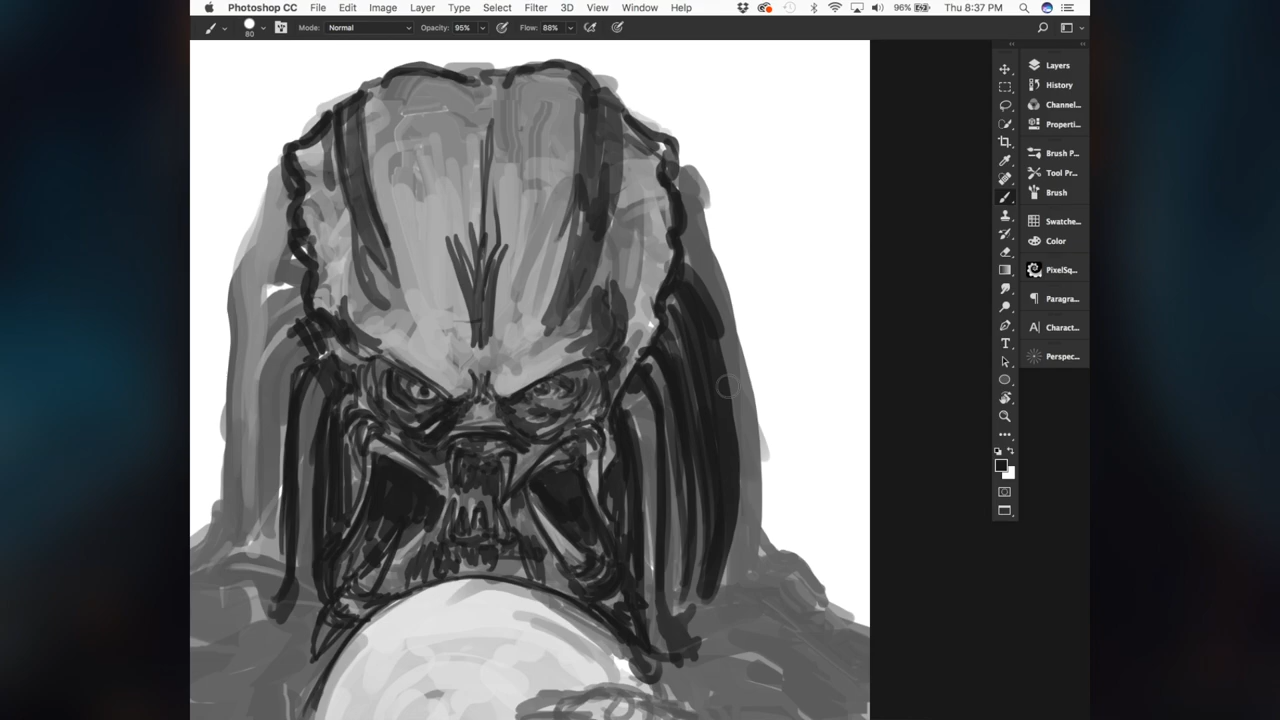 Photoshop CC File Edit Image Layer Type Select Filter 3D View Window Help 96% Thu 8:37 PM
80 Mode: Normal Opacity: 95% Flow: 88%
Layers
History
Channel...
Properti...
Brush P...
Tool Pr...
Brush
Swatche...
Color
PixelSq...
Paragra...
Charact...
Perspec...